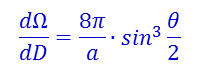 dΩ/dD = 8π/a · sin³ θ/2